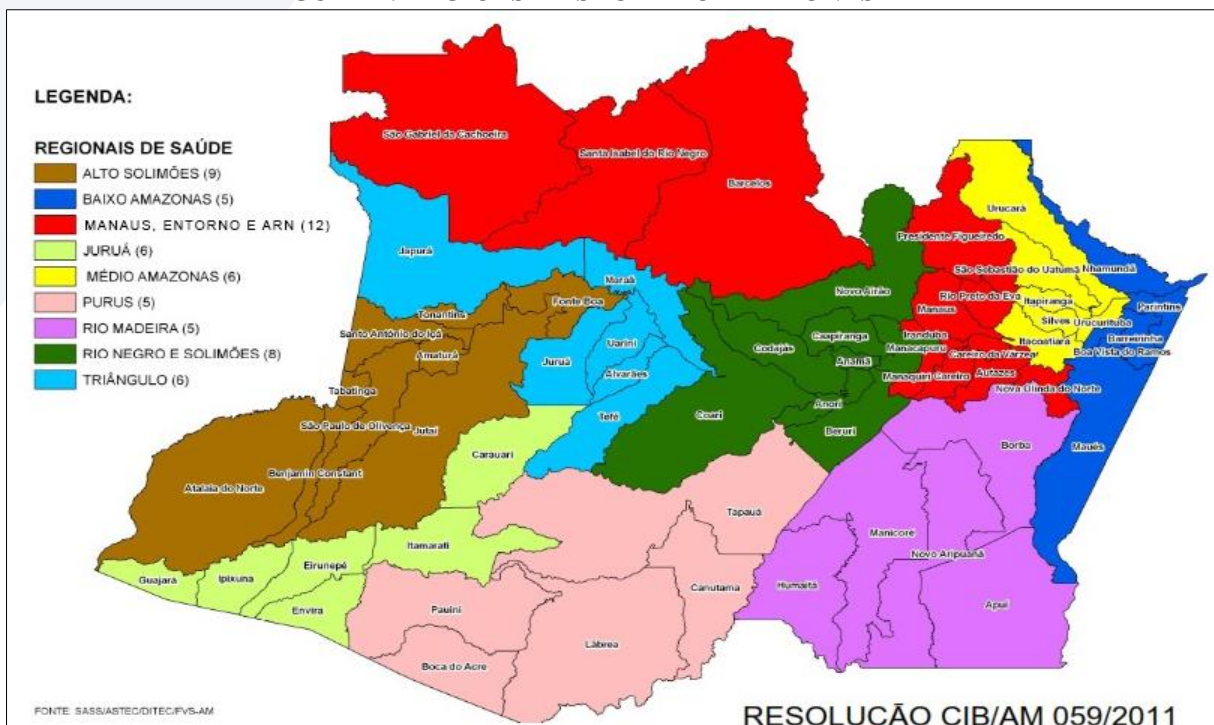 LEGENDA:
REGIONAIS DE SAÚDE
ALTO SOLIMÕES (9)
BAIXO AMAZONAS (5)
MANAUS, ENTORNO E ARN (12)
JURUÁ (6)
MÉDIO AMAZONAS (6)
PURUS (5)
RIO MADEIRA (5)
RIO NEGRO E SOLIMÕES (8)
TRIÂNGULO (6)
São Gabriel da Cachoeira
Santa Isabel do Rio Negro
Barcelos
Urucará
Presidente Figueiredo
Japurá
São Sebastião do Uatumã
Nhamundá
Maraã
Novo Airão
Rio Preto da Eva
Itapiranga
Fonte Boa
Tonantins
Manaus
Silves
Urucurituba
Parintins
Santo Antônio do Içá
Uarini
Codajás
Caapiranga
Iranduba
Itacoatiara
Barreirinha
Amaturá
Juruá
Anamã
Manacapuru
Careiro da Várzea
Boa Vista do Ramos
Alvarães
Manaquiri
Careiro
Autazes
Tabatinga
Tefé
Coari
Anori
Nova Olinda do Norte
São Paulo de Olivença
Jutaí
Beruri
Borba
Maués
Carauari
Benjamin Constant
Atalaia do Norte
Tapauá
Manicoré
Itamarati
Novo Aripuanã
Eirunepé
Guajará
Ipixuna
Canutama
Humaitá
Envira
Pauini
Apuí
Lábrea
Boca do Acre
FONTE: SASS/ASTEC/DITEC/FVS-AM
RESOLUÇÃO CIB/AM 059/2011